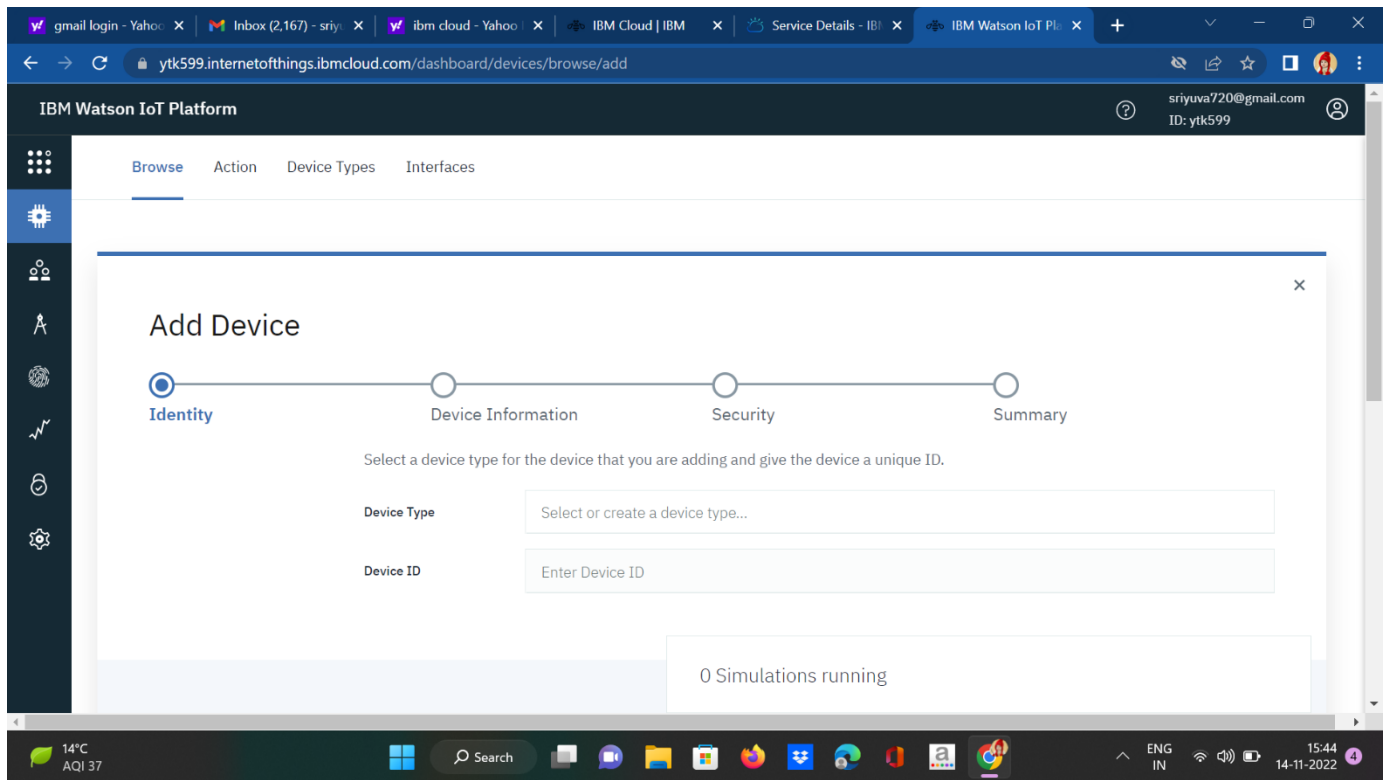 gmail login - Yahoo
Inbox (2,167) - sriyu
ibm cloud - Yahoo
IBM Cloud | IBM
Service Details - IBM
IBM Watson IoT Pla
ytk599.internetofthings.ibmcloud.com/dashboard/devices/browse/add
IBM Watson IoT Platform
sriyuva720@gmail.com
ID: ytk599
Browse Action Device Types Interfaces
Add Device
Identity Device Information Security Summary
Select a device type for the device that you are adding and give the device a unique ID.
Device Type Select or create a device type...
Device ID Enter Device ID
0 Simulations running
14°C
AQI 37
Search
ENG
IN
15:44
14-11-2022
4